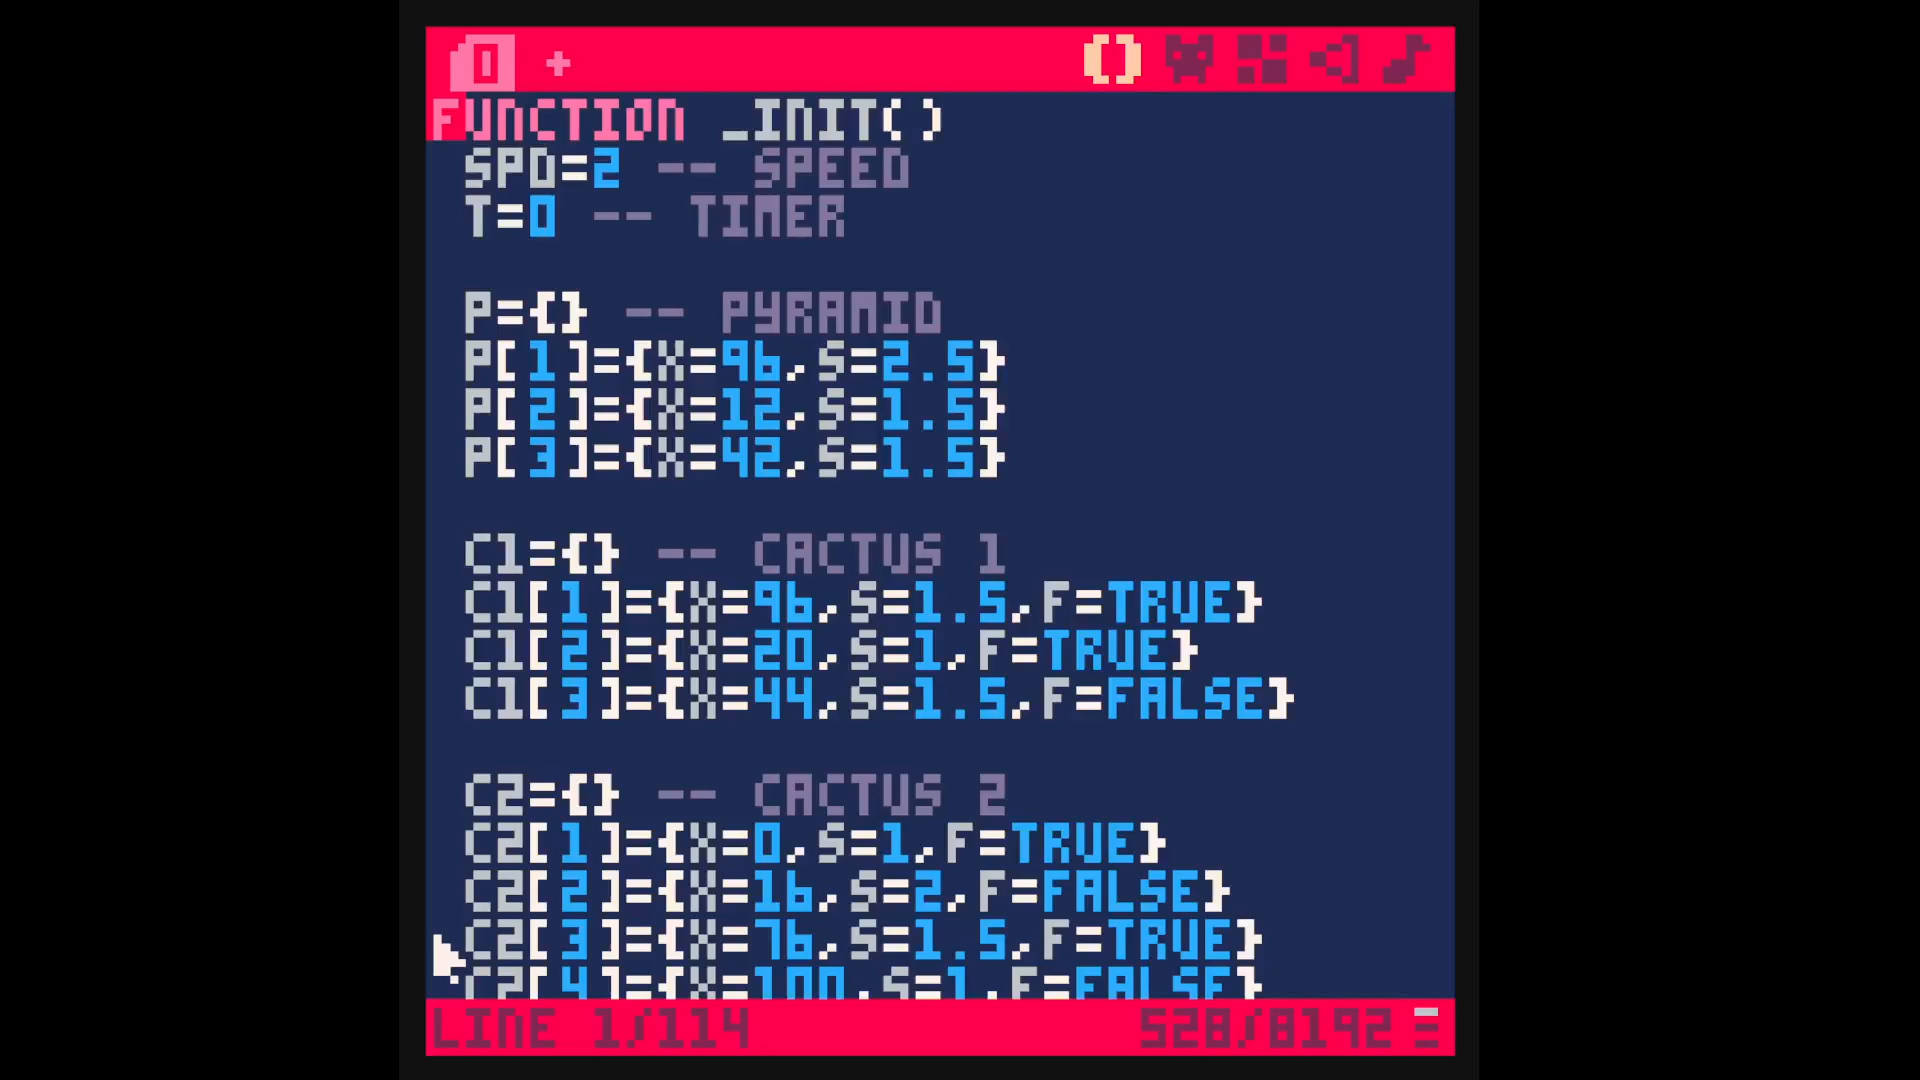 0 +
FUNCTION _INIT()
SPD=2 -- SPEED
T=0 -- TIMER
P={} -- PYRAMID
P[1]={X=96,S=2.5}
P[2]={X=12,S=1.5}
P[3]={X=42,S=1.5}
C1={} -- CACTUS 1
C1[1]={X=96,S=1.5,F=TRUE}
C1[2]={X=20,S=1,F=TRUE}
C1[3]={X=44,S=1.5,F=FALSE}
C2={} -- CACTUS 2
C2[1]={X=0,S=1,F=TRUE}
C2[2]={X=16,S=2,F=FALSE}
C2[3]={X=76,S=1.5,F=TRUE}
C2[4]={X=100,S=1,F=FALSE}
LINE 1/114 528/8192